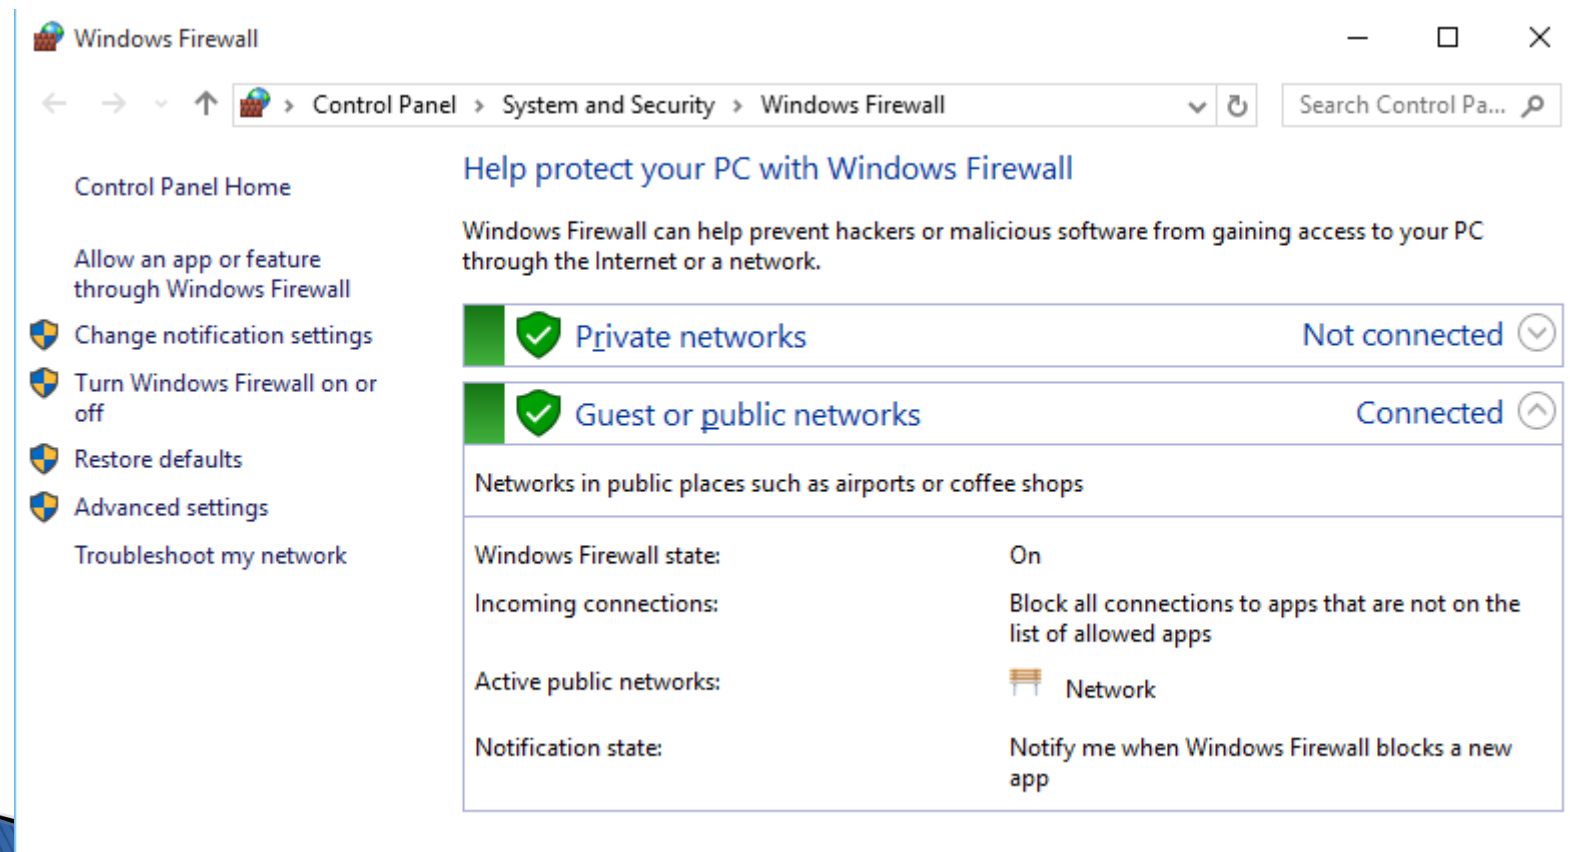 Windows Firewall
Control Panel > System and Security > Windows Firewall
Search Control Pa...
Control Panel Home
Allow an app or feature
through Windows Firewall
Change notification settings
Turn Windows Firewall on or
off
Restore defaults
Advanced settings
Troubleshoot my network
Help protect your PC with Windows Firewall
Windows Firewall can help prevent hackers or malicious software from gaining access to your PC
through the Internet or a network.
Private networks Not connected
Guest or public networks Connected
Networks in public places such as airports or coffee shops
Windows Firewall state: On
Incoming connections: Block all connections to apps that are not on the
list of allowed apps
Active public networks: Network
Notification state: Notify me when Windows Firewall blocks a new
app